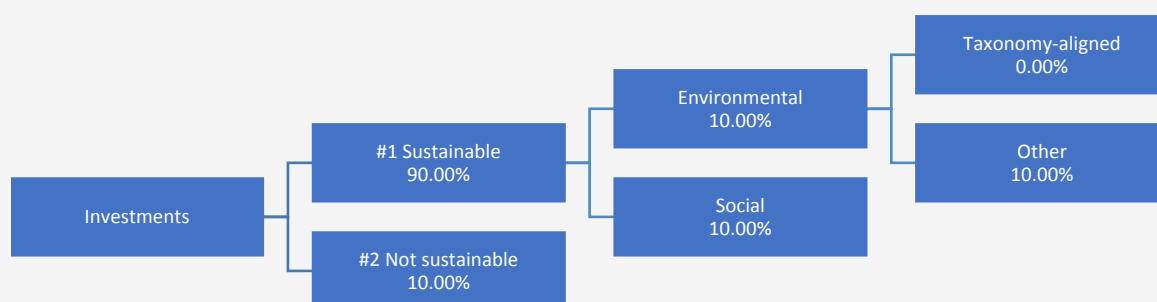 Investments
#1 Sustainable
90.00%
#2 Not sustainable
10.00%
Environmental
10.00%
Social
10.00%
Taxonomy-aligned
0.00%
Other
10.00%